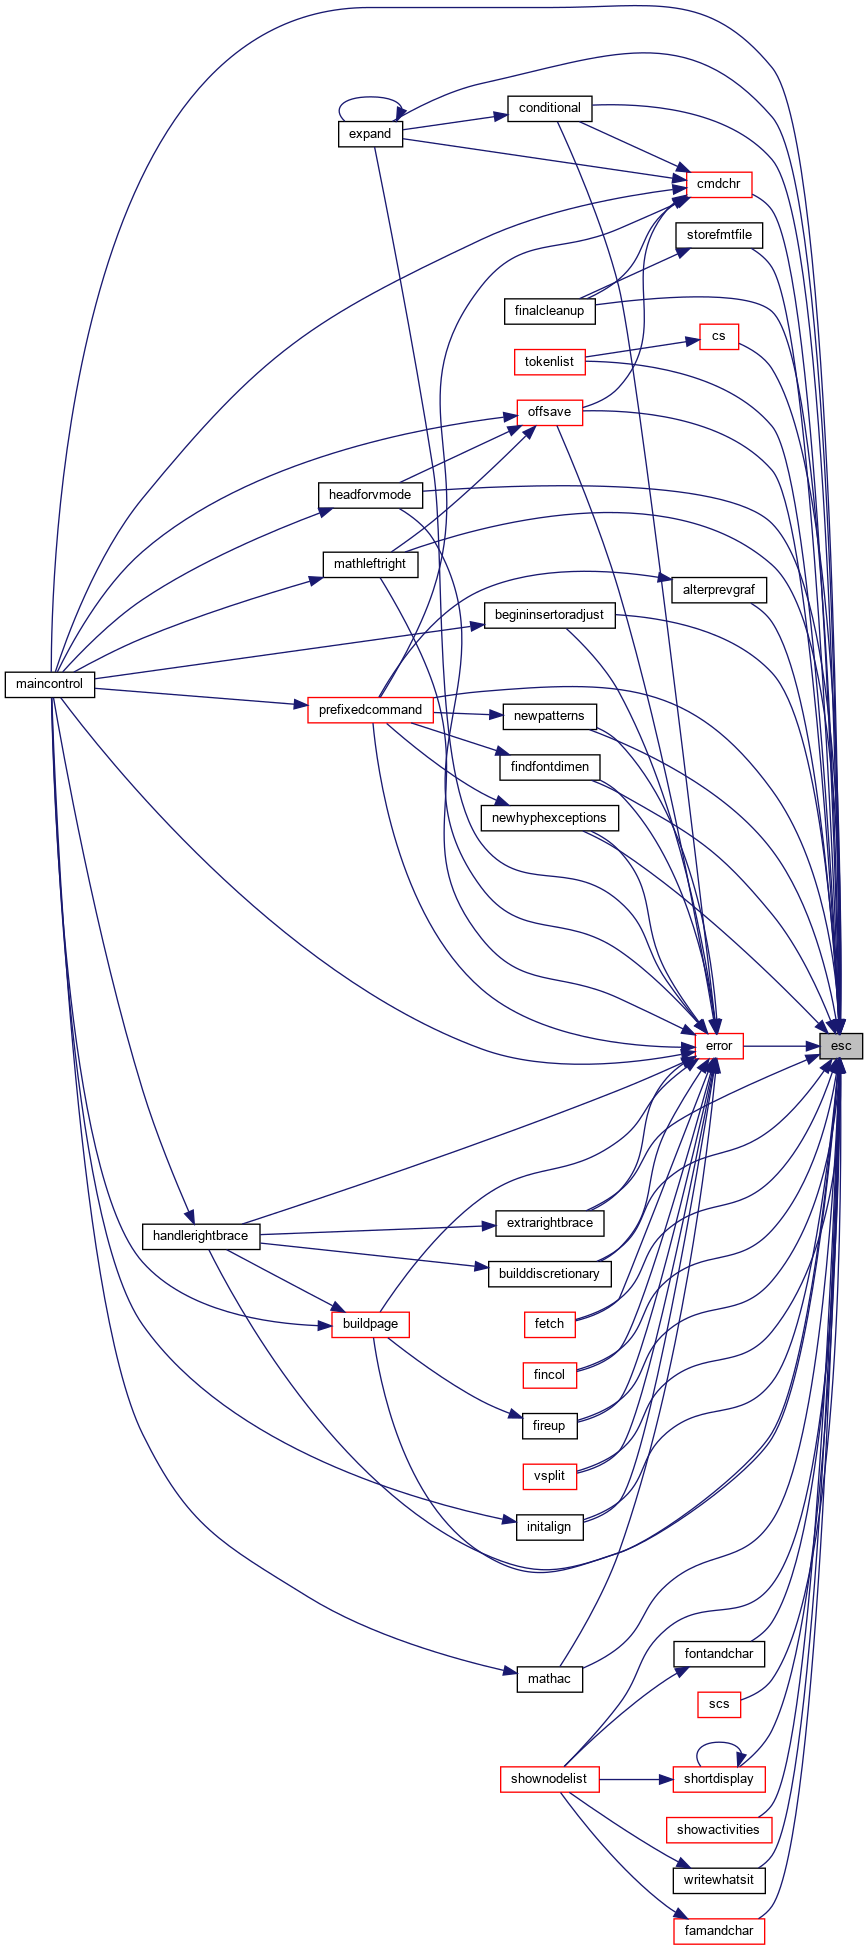 conditional
expand
cmdchr
storefmtfile
finalcleanup
cs
tokenlist
offsave
headforvmode
mathleftright
alterprevgraf
begininsertoradjust
maincontrol
prefixedcommand
newpatterns
findfontdimen
newhyphexceptions
error
esc
extrarightbrace
handlerightbrace
builddiscretionary
buildpage
fetch
fincol
fireup
vsplit
initalign
fontandchar
mathac
scs
shownodelist
shortdisplay
showactivities
writewhatsit
famandchar